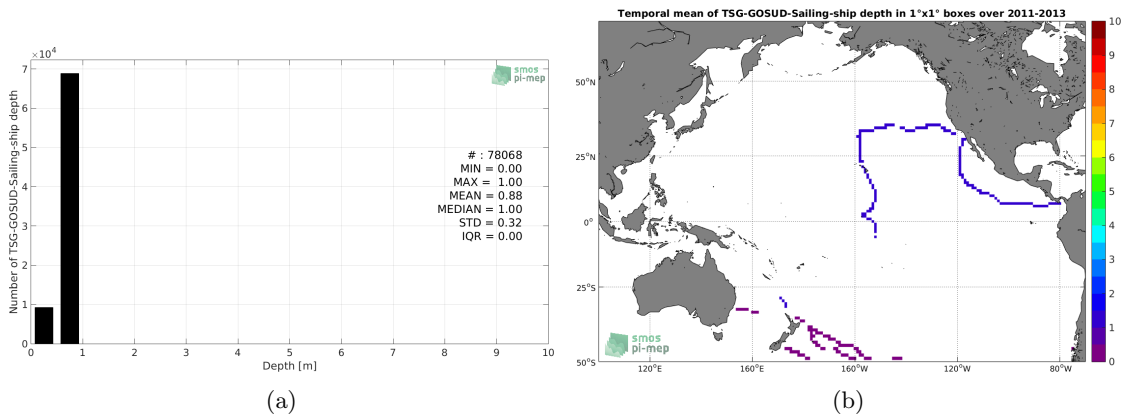 ×10⁴
7
6
5
4
3
2
1
0
Number of TSG-GOSUD-Sailing-ship depth
smos
pi-mep
# : 78068
MIN = 0.00
MAX = 1.00
MEAN = 0.88
MEDIAN = 1.00
STD = 0.32
IQR = 0.00
0 1 2 3 4 5 6 7 8 9 10
Depth [m]
(a)
Temporal mean of TSG-GOSUD-Sailing-ship depth in 1°x1° boxes over 2011-2013
50°N
25°N
0°
25°S
50°S
120°E 160°E 160°W 120°W 80°W
smos
pi-mep
10
9
8
7
6
5
4
3
2
1
0
(b)